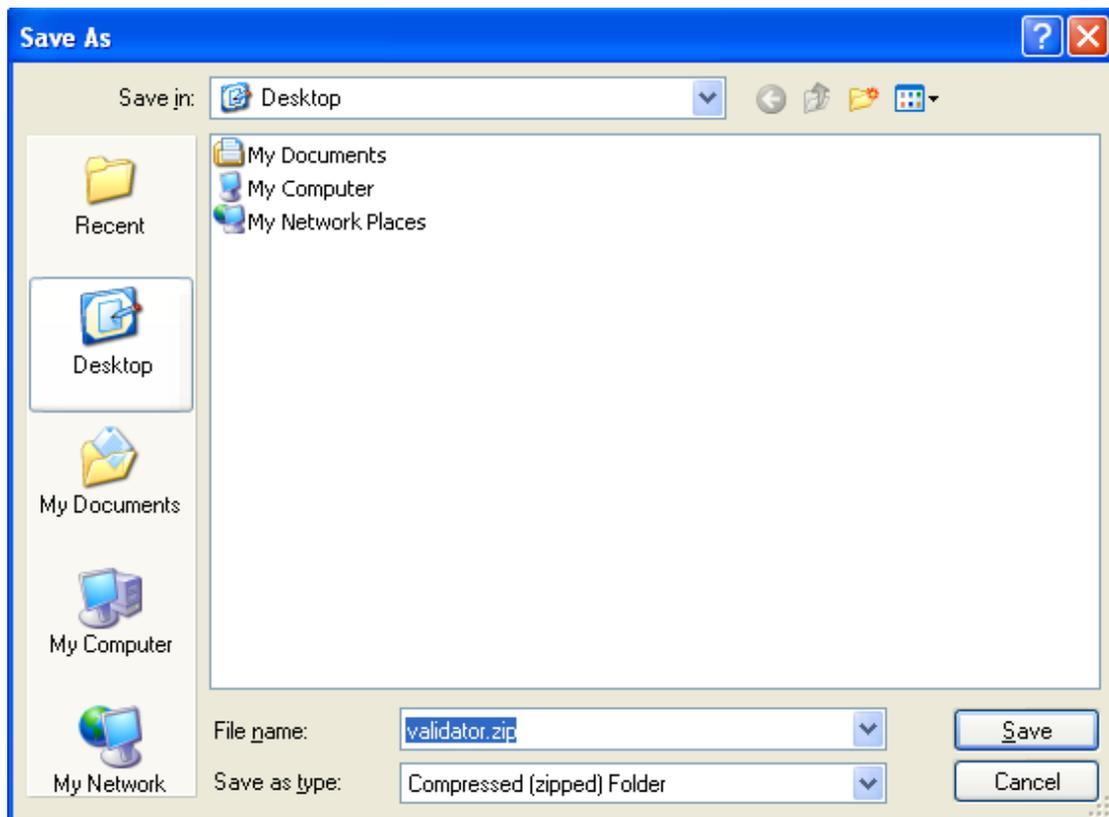 Save As
Save in: Desktop
My Documents
My Computer
My Network Places
Recent
Desktop
My Documents
My Computer
My Network
File name: validator.zip Save
Save as type: Compressed (zipped) Folder Cancel